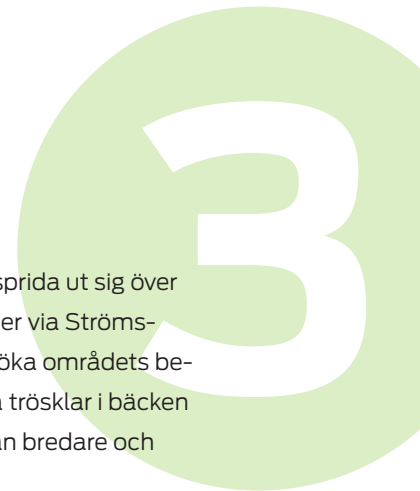 3
sprida ut sig över
er via Ströms-
öka områdets be-
trösklar i bäcken
an bredare och